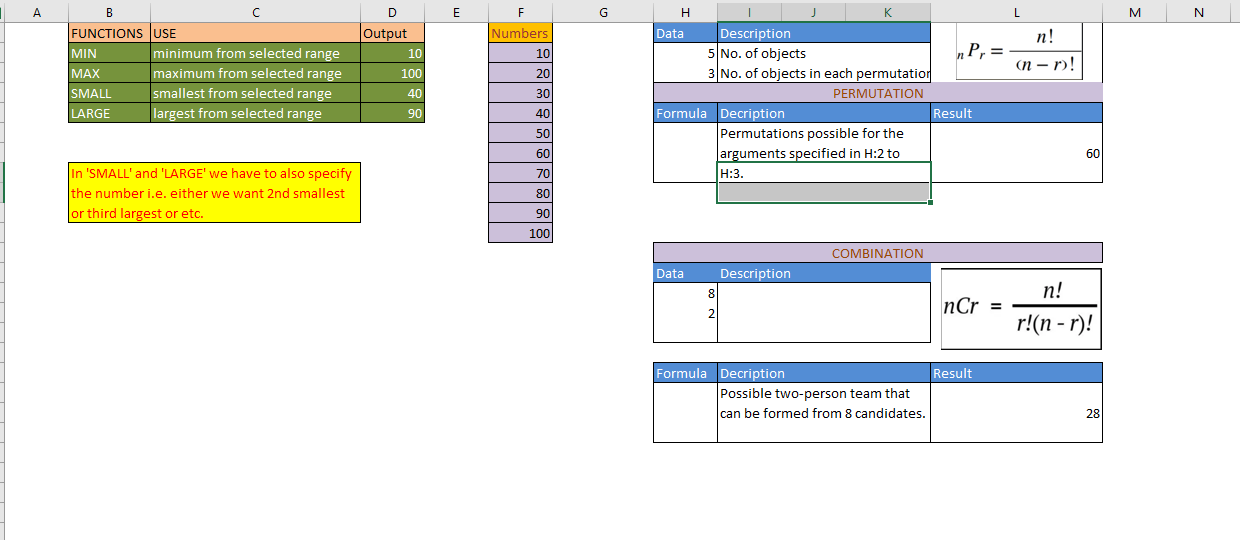 A B C D E F G H I J K L M N
FUNCTIONS USE Output
MIN minimum from selected range 10
MAX maximum from selected range 100
SMALL smallest from selected range 40
LARGE largest from selected range 90
In 'SMALL' and 'LARGE' we have to also specify
the number i.e. either we want 2nd smallest
or third largest or etc.
Numbers
10
20
30
40
50
60
70
80
90
100
Data Description
5 No. of objects
3 No. of objects in each permutation
nPr = n! / (n – r)!
PERMUTATION
Formula Decription Result
Permutations possible for the
arguments specified in H:2 to
H:3.
60
COMBINATION
Data Description
8
2
nCr = n! / r!(n - r)!
Formula Decription Result
Possible two-person team that
can be formed from 8 candidates.
28